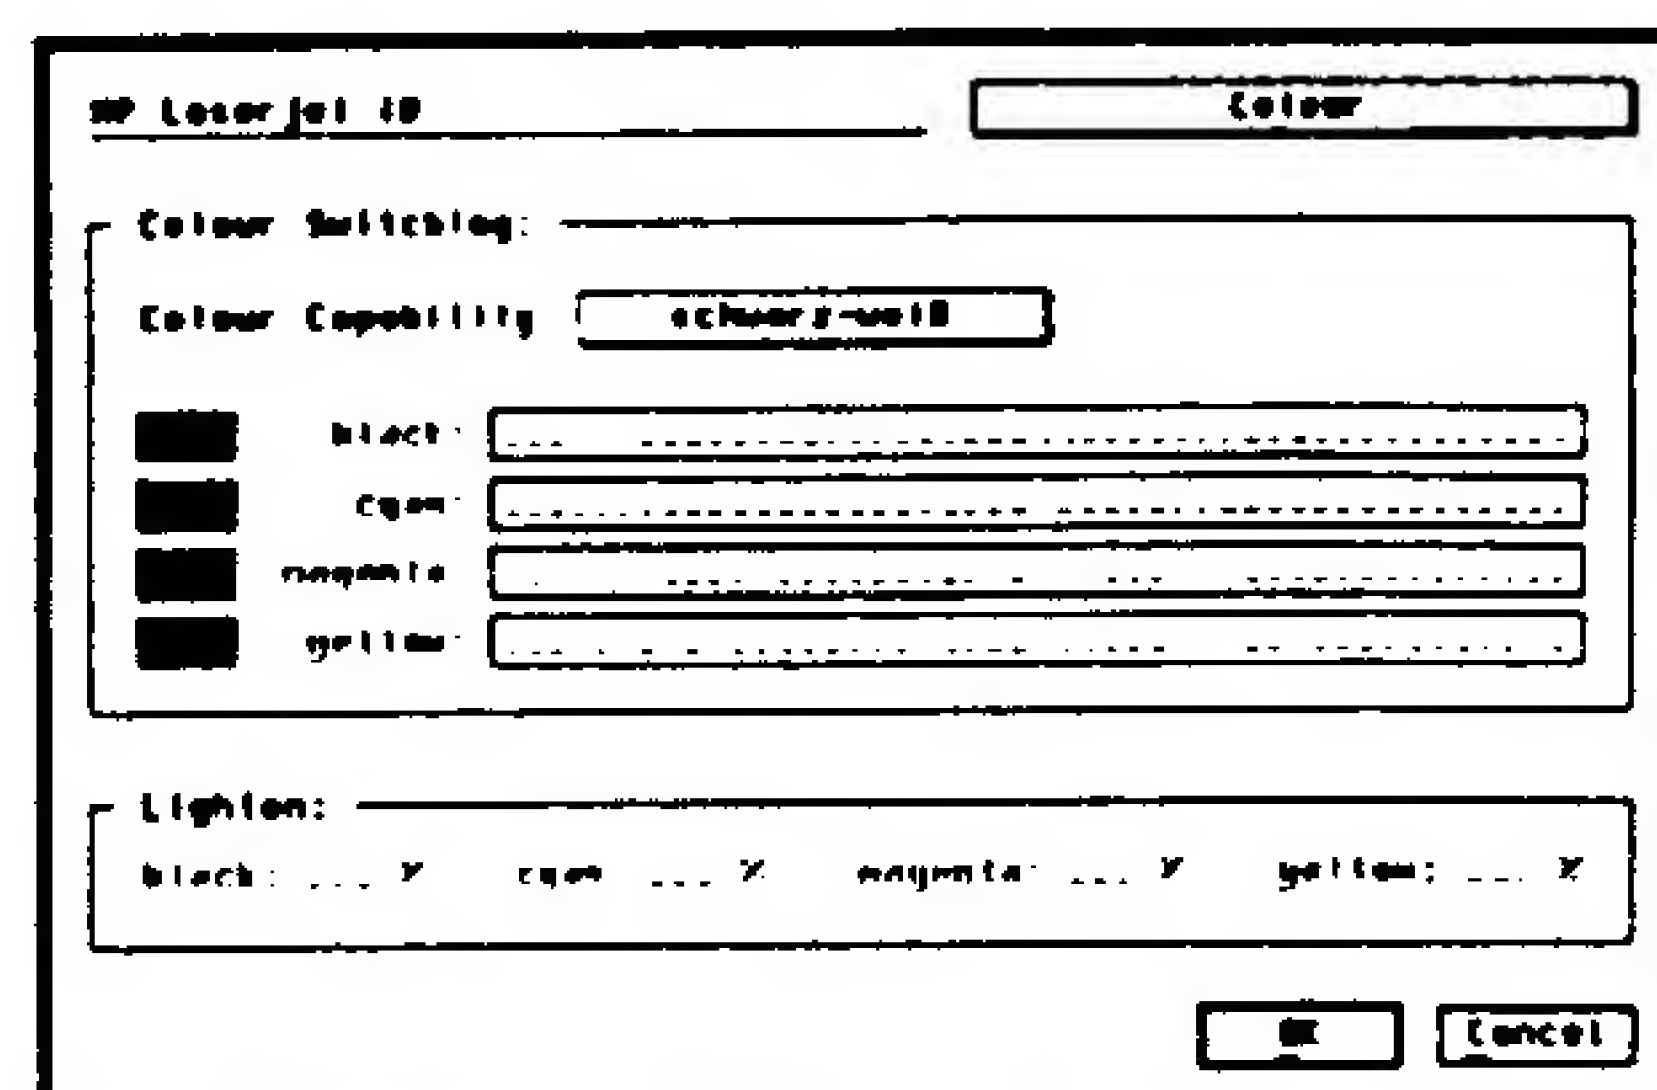 HP Laserjet Colour
Colour Switching:
Colour Capability schwarz-weiß
black:
cyan:
magenta
yellow:
Lighten:
black: ... % cyan ... % magenta: ... % yellow: ... %
OK Cancel